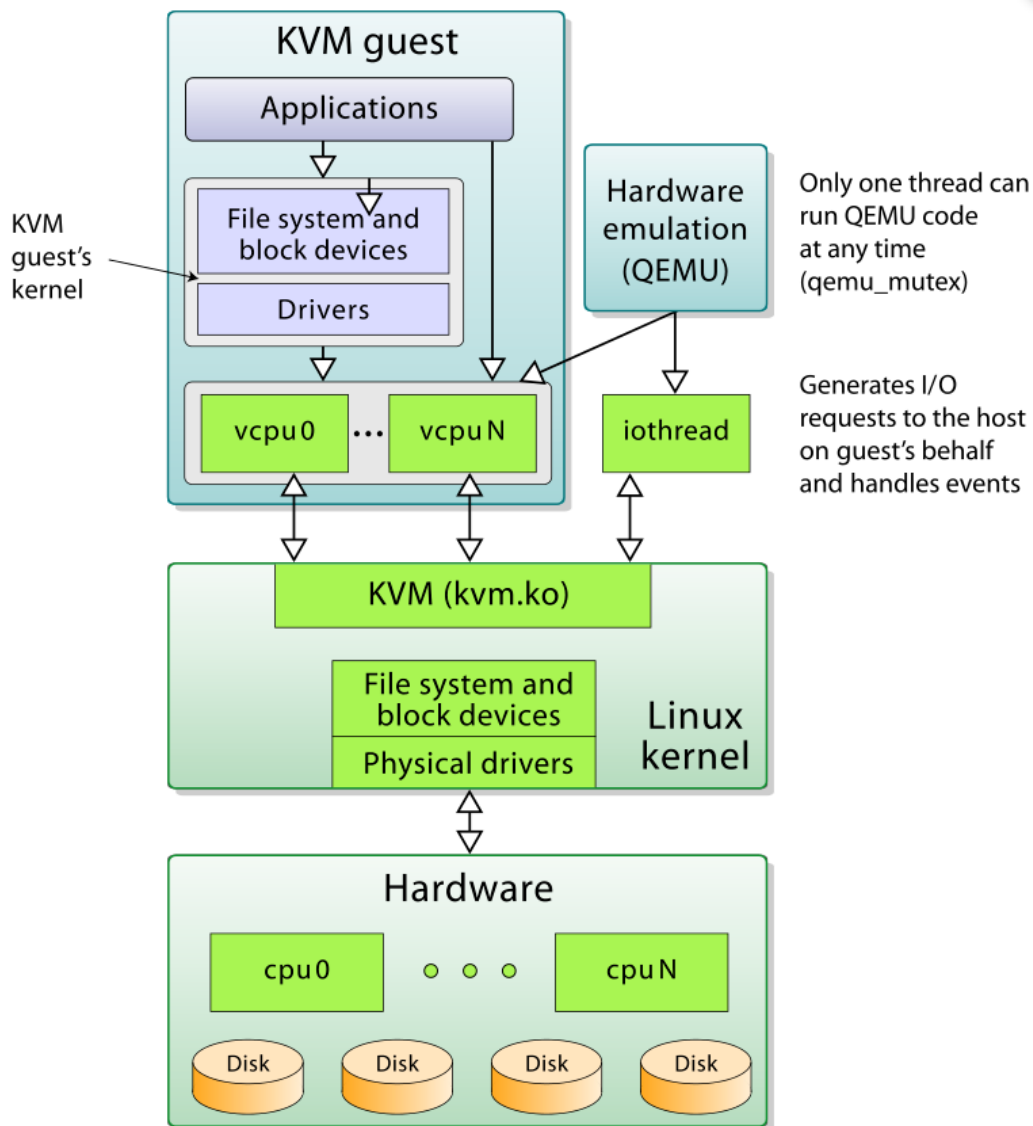 KVM guest
Applications
File system and
block devices
Drivers
KVM
guest's
kernel
vcpu 0
...
vcpu N
Hardware
emulation
(QEMU)
Only one thread can
run QEMU code
at any time
(qemu_mutex)
iothread
Generates I/O
requests to the host
on guest's behalf
and handles events
KVM (kvm.ko)
File system and
block devices
Physical drivers
Linux
kernel
Hardware
cpu 0
cpu N
Disk
Disk
Disk
Disk